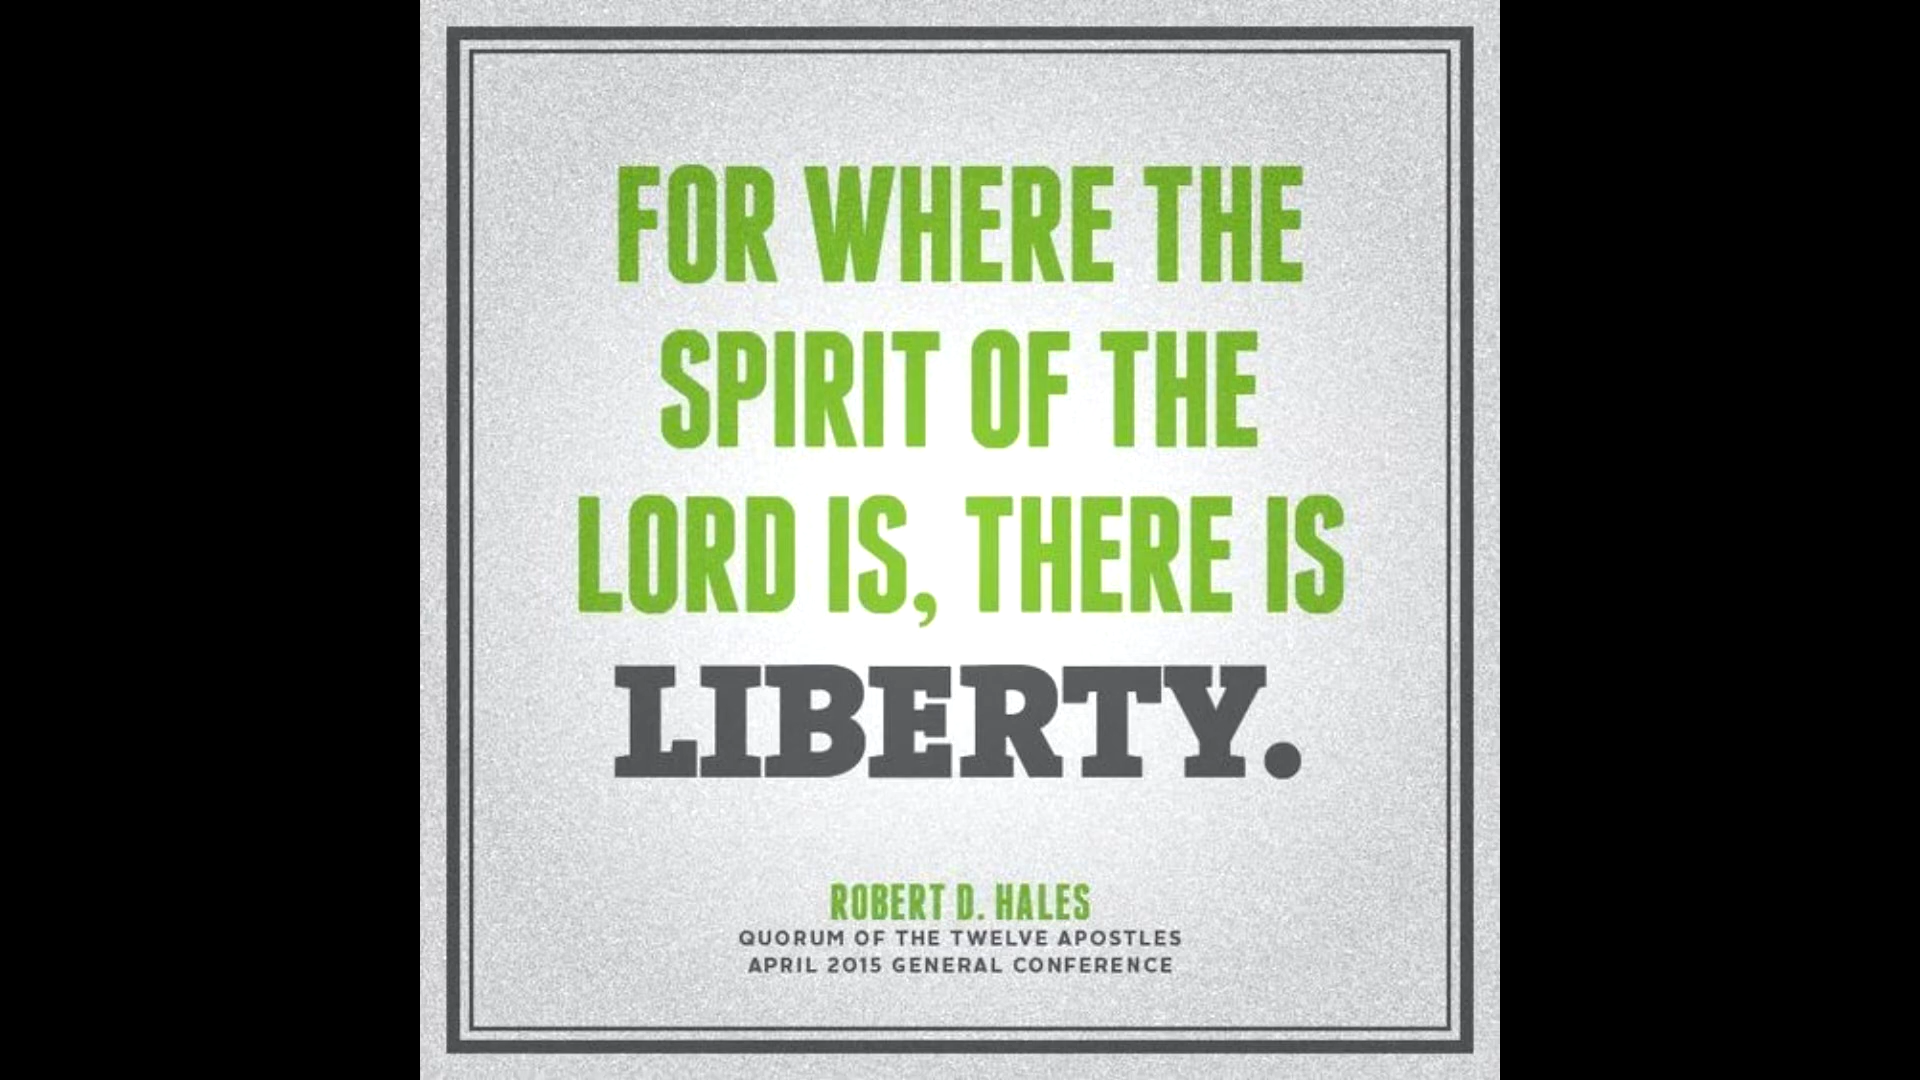 FOR WHERE THE
SPIRIT OF THE
LORD IS, THERE IS
LIBERTY.
ROBERT D. HALES
QUORUM OF THE TWELVE APOSTLES
APRIL 2015 GENERAL CONFERENCE